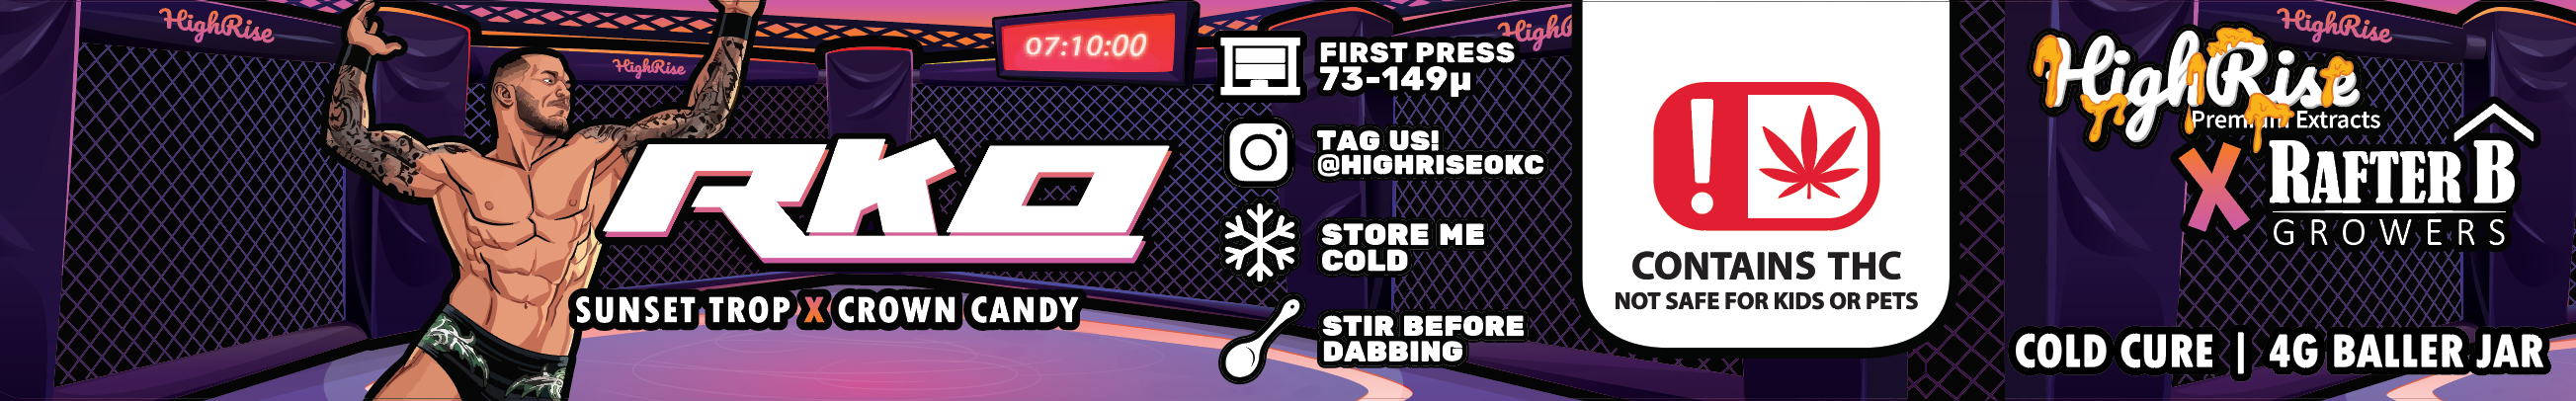 HighRise
HighRise
07:10:00
RKO
SUNSET TROP X CROWN CANDY
FIRST PRESS
73-149µ
TAG US!
@HIGHRISEOKC
STORE ME
COLD
STIR BEFORE
DABBING
HighR
!
CONTAINS THC
NOT SAFE FOR KIDS OR PETS
HighRise
HighRise
Premium Extracts
X
RAFTER B
GROWERS
COLD CURE | 4G BALLER JAR